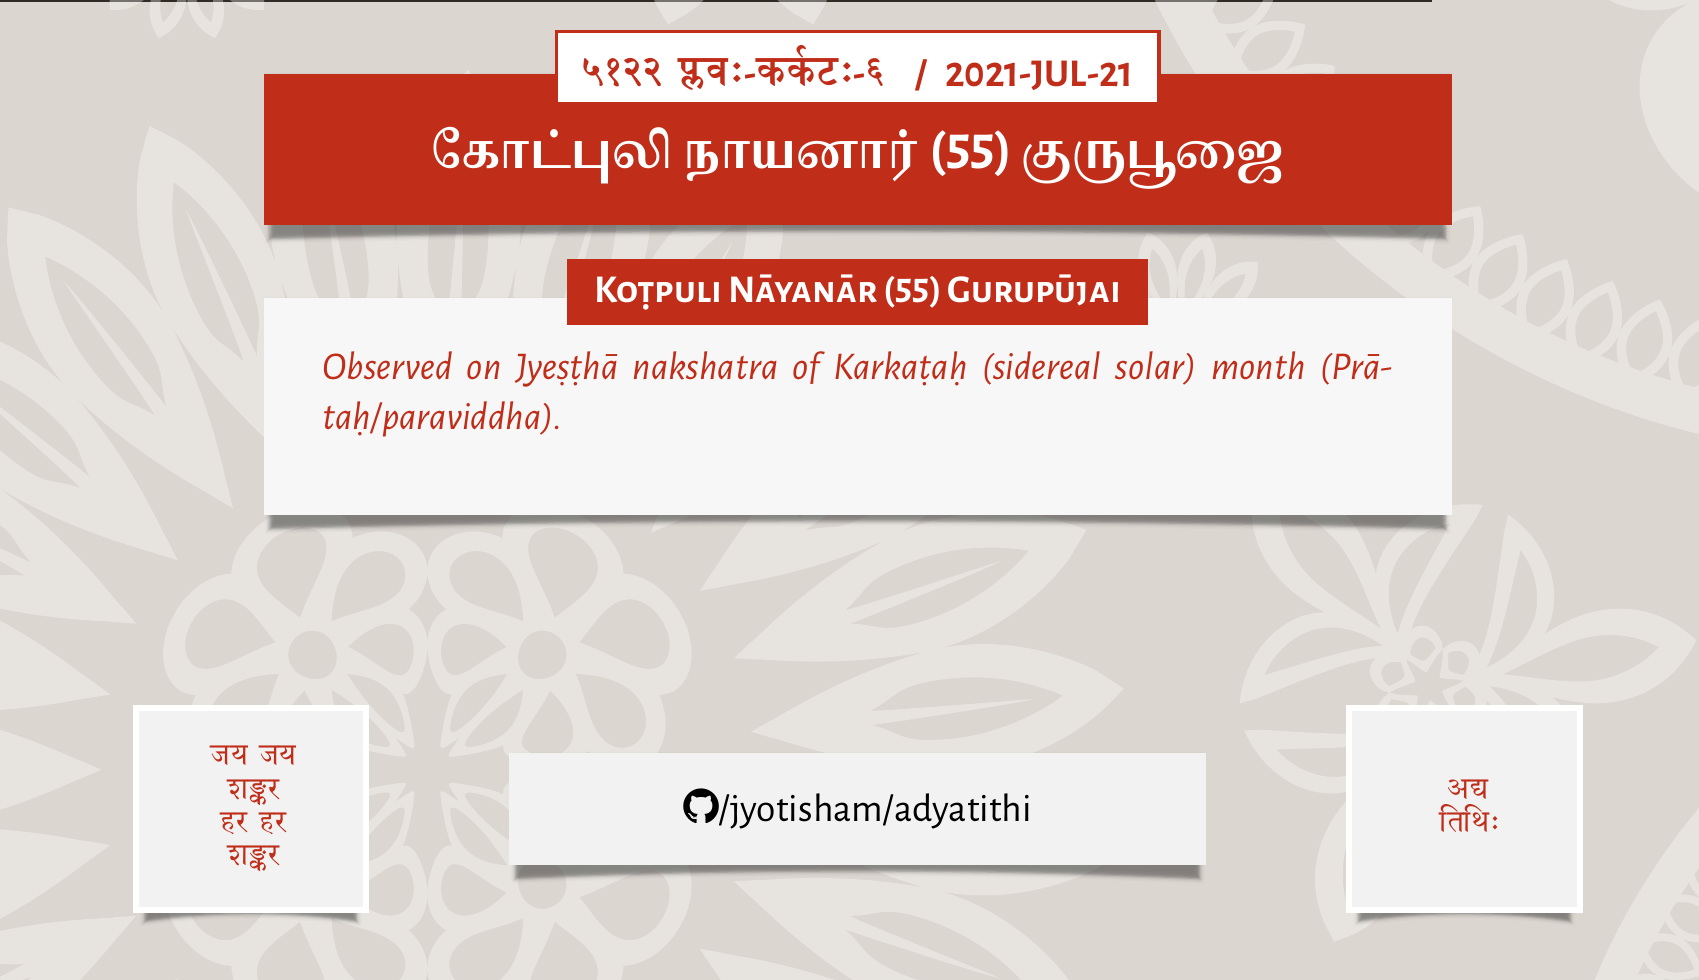 ५१२२ प्लवः-कर्कटः-६ / 2021-JUL-21
கோட்புலி நாயனார் (55) குருபூஜை
Koṭpuli Nāyanār (55) Gurupūjai
Observed on Jyeṣṭhā nakshatra of Karkaṭaḥ (sidereal solar) month (Prā-
taḥ/paraviddha).
जय जय
शङ्कर
हर हर
शङ्कर
/jyotisham/adyatithi
अद्य
तिथिः